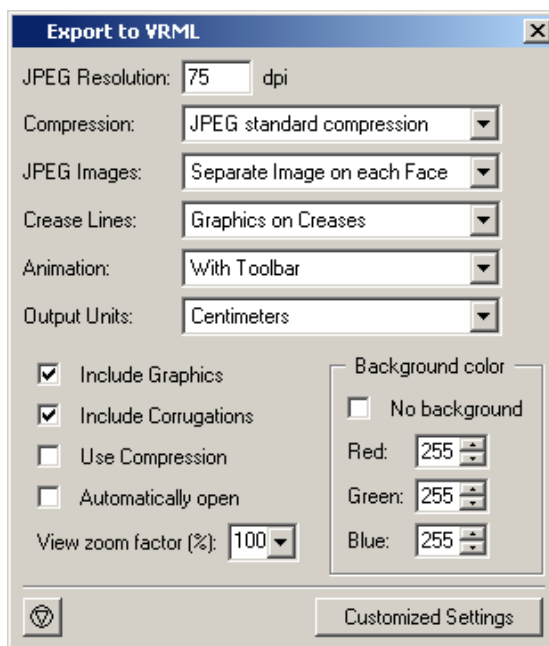 Export to VRML
JPEG Resolution: 75 dpi
Compression: JPEG standard compression
JPEG Images: Separate Image on each Face
Crease Lines: Graphics on Creases
Animation: With Toolbar
Output Units: Centimeters
Include Graphics
Include Corrugations
Use Compression
Automatically open
View zoom factor (%): 100
Background color
No background
Red: 255
Green: 255
Blue: 255
Customized Settings